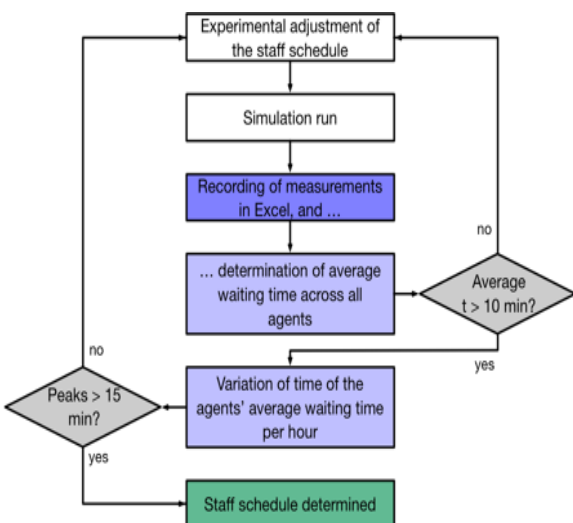 Experimental adjustment of
the staff schedule
Simulation run
Recording of measurements
in Excel, and ...
no
... determination of average
waiting time across all
agents
Average
t > 10 min?
yes
no
Variation of time of the
agents' average waiting time
per hour
Peaks > 15
min?
yes
Staff schedule determined